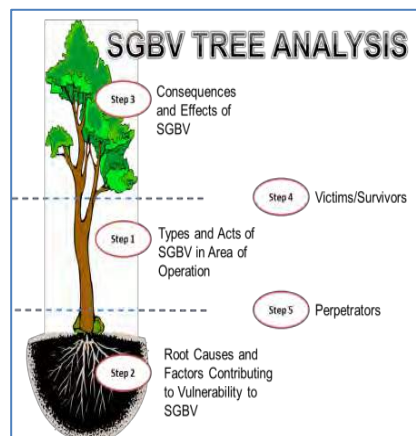 SGBV TREE ANALYSIS
Step 3
Consequences
and Effects of
SGBV
Step 4
Victims/Survivors
Step 1
Types and Acts of
SGBV in Area of
Operation
Step 5
Perpetrators
Step 2
Root Causes and
Factors Contributing
to Vulnerability to
SGBV